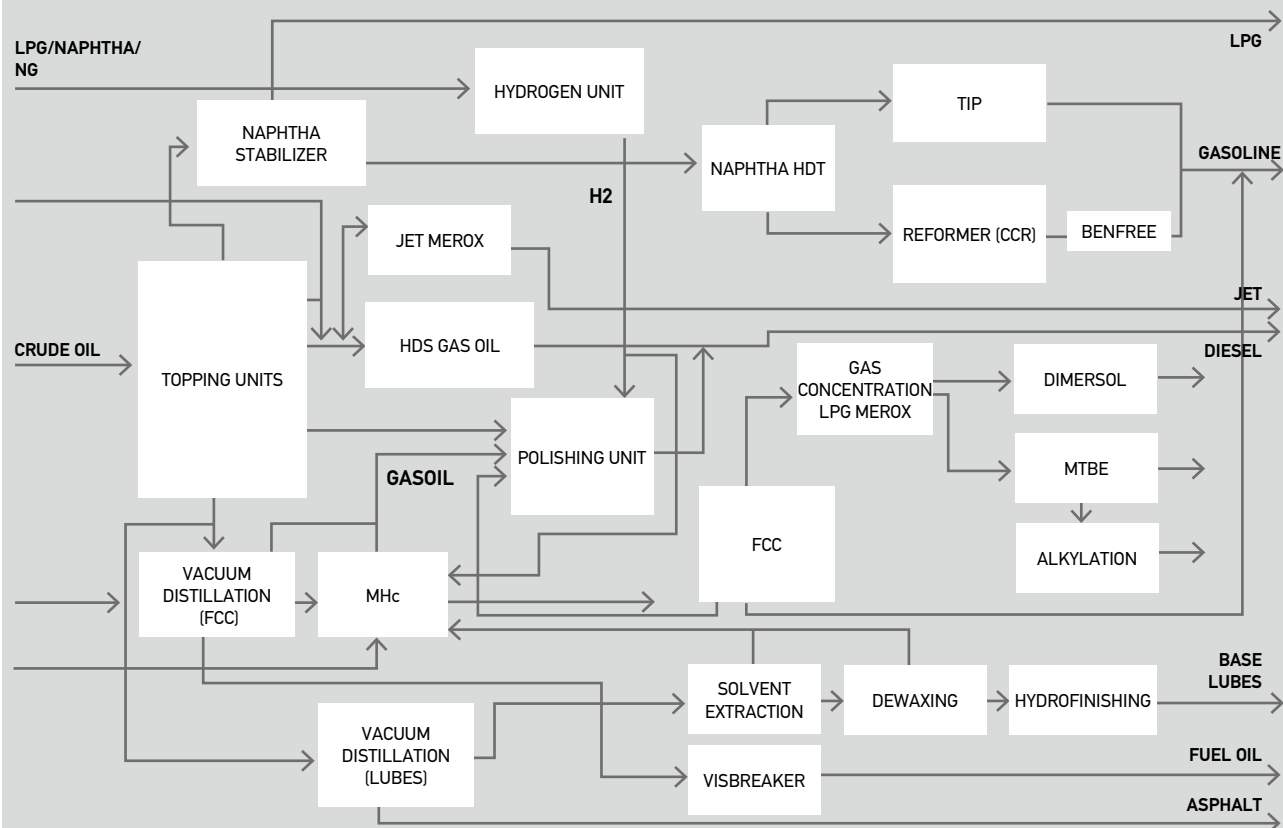 LPG/NAPHTHA/
NG
LPG
HYDROGEN UNIT
TIP
NAPHTHA
STABILIZER
NAPHTHA HDT
GASOLINE
H2
JET MEROX
REFORMER (CCR)
BENFREE
JET
CRUDE OIL
TOPPING UNITS
HDS GAS OIL
DIESEL
GAS
CONCENTRATION
LPG MEROX
DIMERSOL
GASOIL
POLISHING UNIT
MTBE
FCC
ALKYLATION
VACUUM
DISTILLATION
(FCC)
MHc
SOLVENT
EXTRACTION
DEWAXING
HYDROFINISHING
BASE
LUBES
VACUUM
DISTILLATION
(LUBES)
VISBREAKER
FUEL OIL
ASPHALT